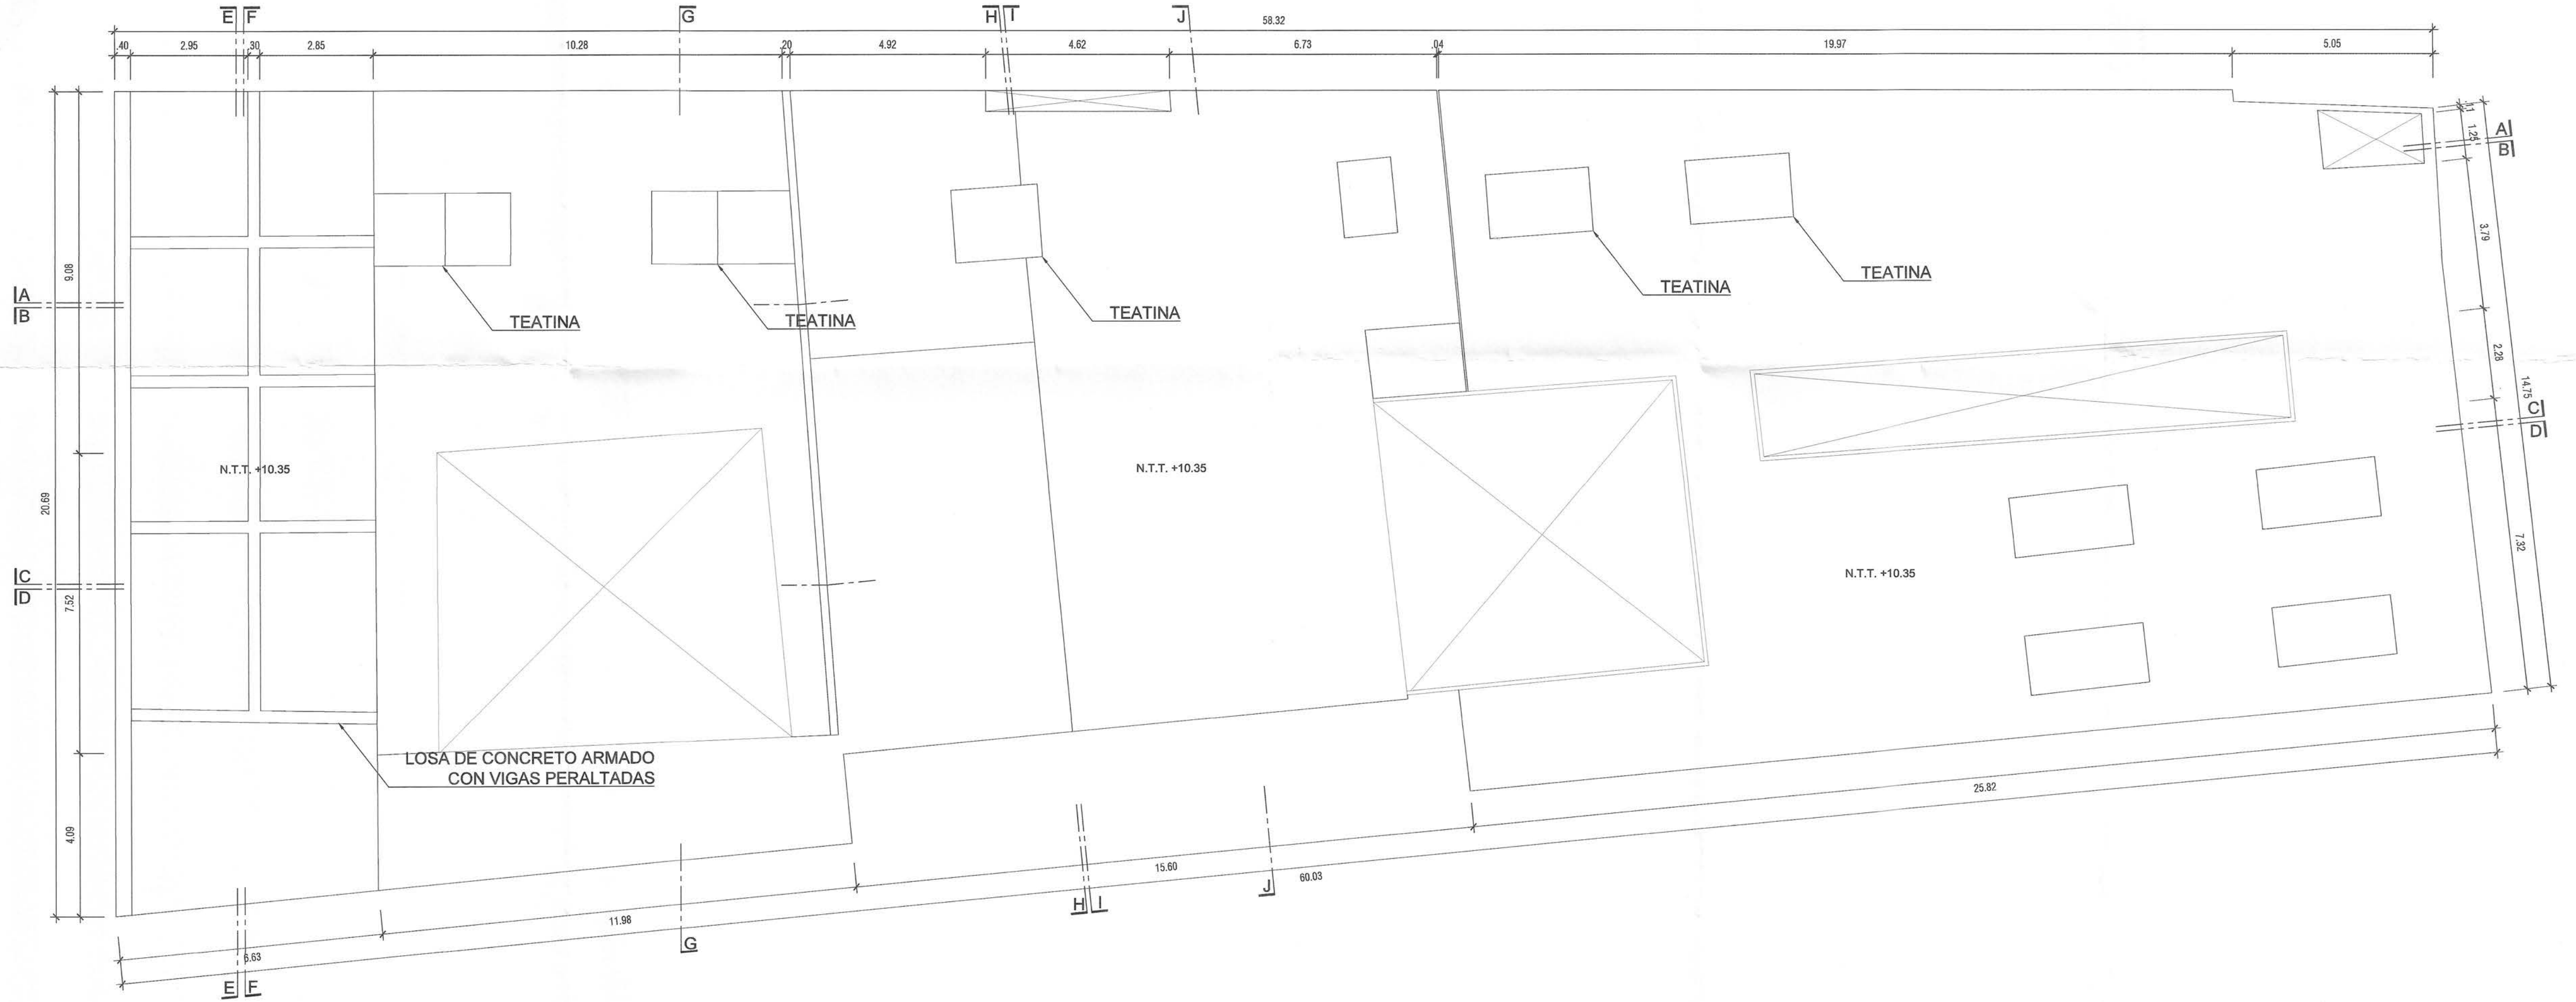 E F G H I J
58.32
.40 2.95 .30 2.85 10.28 .20 4.92 4.62 6.73 .04 19.97 5.05
A
B
1.25
9.08
3.79
TEATINA
TEATINA
TEATINA
TEATINA
TEATINA
A
B
2.28
14.75
C
D
N.T.T. +10.35
N.T.T. +10.35
20.69
7.32
N.T.T. +10.35
C
D
7.52
LOSA DE CONCRETO ARMADO
CON VIGAS PERALTADAS
25.82
4.09
15.60
60.03
J
H I
11.98
G
6.63
E F